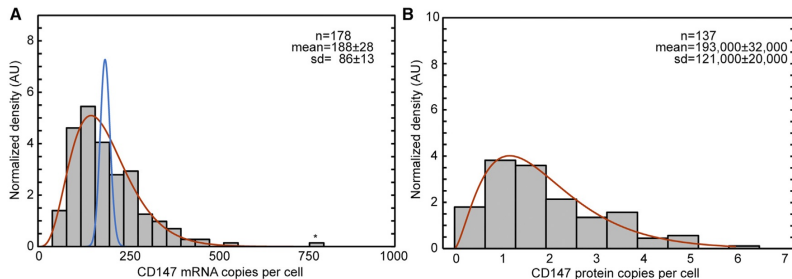 A
n=178
mean=188±28
sd= 86±13
Normalized density (AU)
8
6
4
2
0
*
0
250
500
750
1000
CD147 mRNA copies per cell
B
n=137
mean=193,000±32,000
sd=121,000±20,000
Normalized density (AU)
10
8
6
4
2
0
0
1
2
3
4
5
6
7
CD147 protein copies per cell